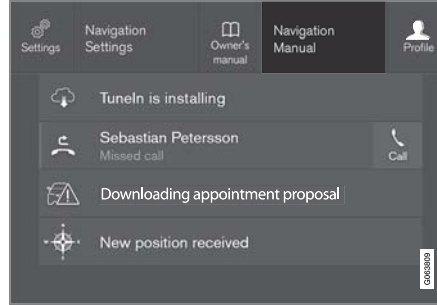 Settings
Navigation
Settings
Owner's
manual
Navigation
Manual
Profile
TuneIn is installing
Sebastian Petersson
Missed call
Call
Downloading appointment proposal
New position received
G063809